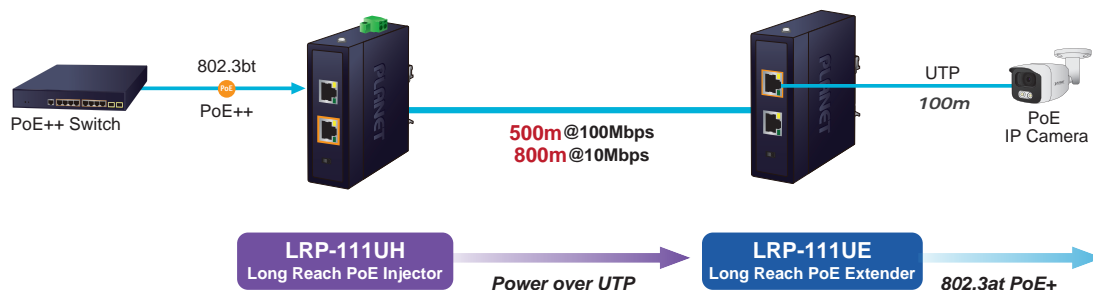 802.3bt
PoE
PoE++
PoE++ Switch
PLANET
500m@100Mbps
800m@10Mbps
PLANET
UTP
100m
PoE
IP Camera
LRP-111UH
Long Reach PoE Injector
Power over UTP
LRP-111UE
Long Reach PoE Extender
802.3at PoE+